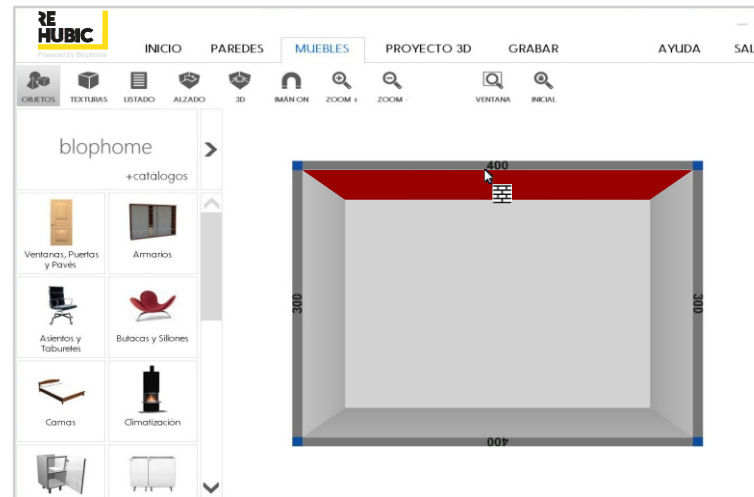 RE
HUBIC
Powered by Blophome
INICIO PAREDES MUEBLES PROYECTO 3D GRABAR AYUDA SAL
OBJETOS TEXTURAS LISTADO ALZADO 3D IMÁN ON ZOOM + ZOOM - VENTANA INICIAL
blophome
+catálogos
Ventanas, Puertas
y Pavés
Armarios
Asientos y
Taburetes
Butacas y Sillones
Camas
Climatización
400
300
300
400